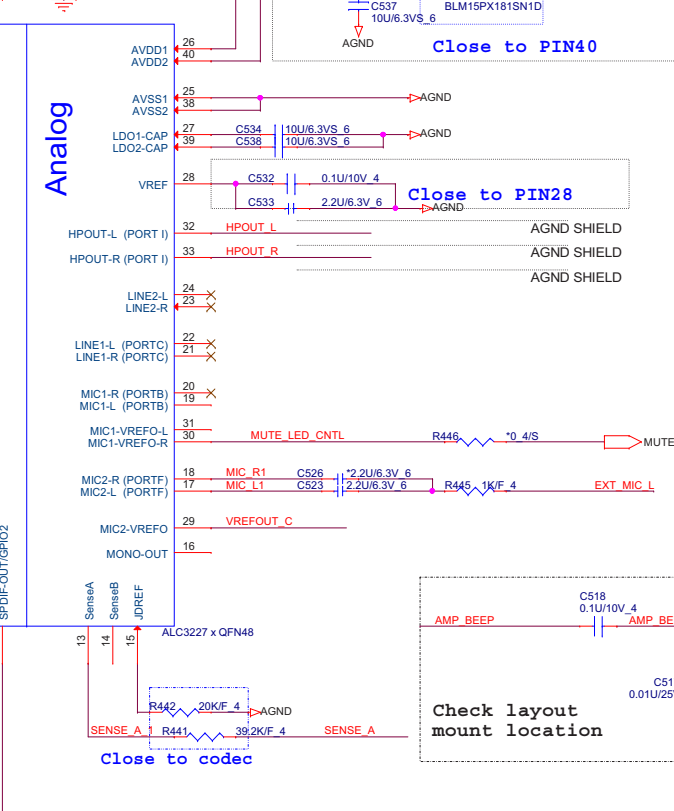 C537
10U/6.3VS_6
BLM15PX181SN1D
AGND
Close to PIN40
AVDD1
26
AVDD2
40
AVSS1
25
AGND
AVSS2
38
Analog
LDO1-CAP
27
C534
10U/6.3VS_6
AGND
LDO2-CAP
39
C538
10U/6.3VS_6
VREF
28
C532
0.1U/10V_4
Close to PIN28
C533
2.2U/6.3V_6
AGND
HPOUT-L (PORT I)
32
HPOUT_L
AGND SHIELD
HPOUT-R (PORT I)
33
HPOUT_R
AGND SHIELD
AGND SHIELD
LINE2-L
24
LINE2-R
23
LINE1-L (PORTC)
22
LINE1-R (PORTC)
21
MIC1-R (PORTB)
20
MIC1-L (PORTB)
19
MIC1-VREFO-L
31
MIC1-VREFO-R
30
MUTE_LED_CNTL
R446
*0_4/S
MUTE
MIC2-R (PORTF)
18
MIC_R1
C526
*2.2U/6.3V_6
MIC2-L (PORTF)
17
MIC_L1
C523
2.2U/6.3V_6
R445
1K/F_4
EXT_MIC_L
MIC2-VREFO
29
VREFOUT_C
MONO-OUT
16
SPDIF-OUT/GPIO2
SenseA
SenseB
JDREF
13
14
15
ALC3227 x QFN48
C518
0.1U/10V_4
AMP_BEEP
AMP_BE
C51
0.01U/25V
R442
20K/F_4
AGND
SENSE_A_1
R441
39.2K/F_4
SENSE_A
Close to codec
Check layout
mount location